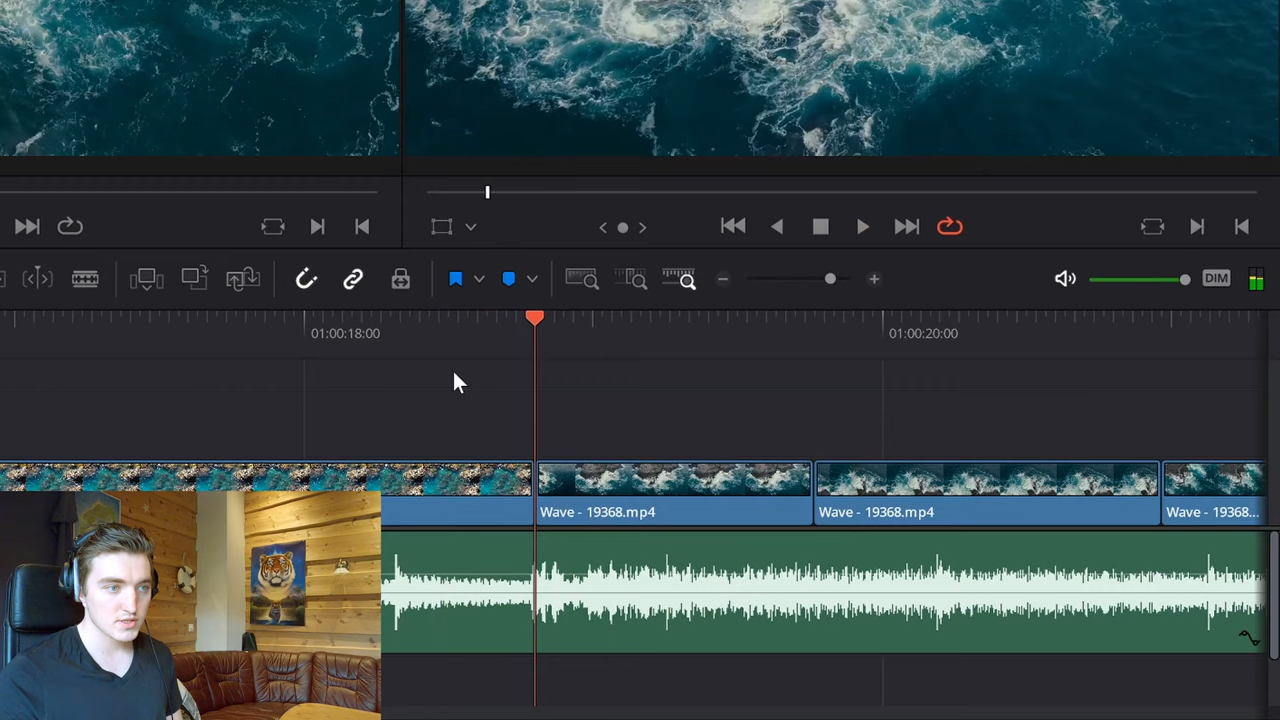 DIM
01:00:18:00
01:00:20:00
Wave - 19368.mp4
Wave - 19368.mp4
Wave - 19368...